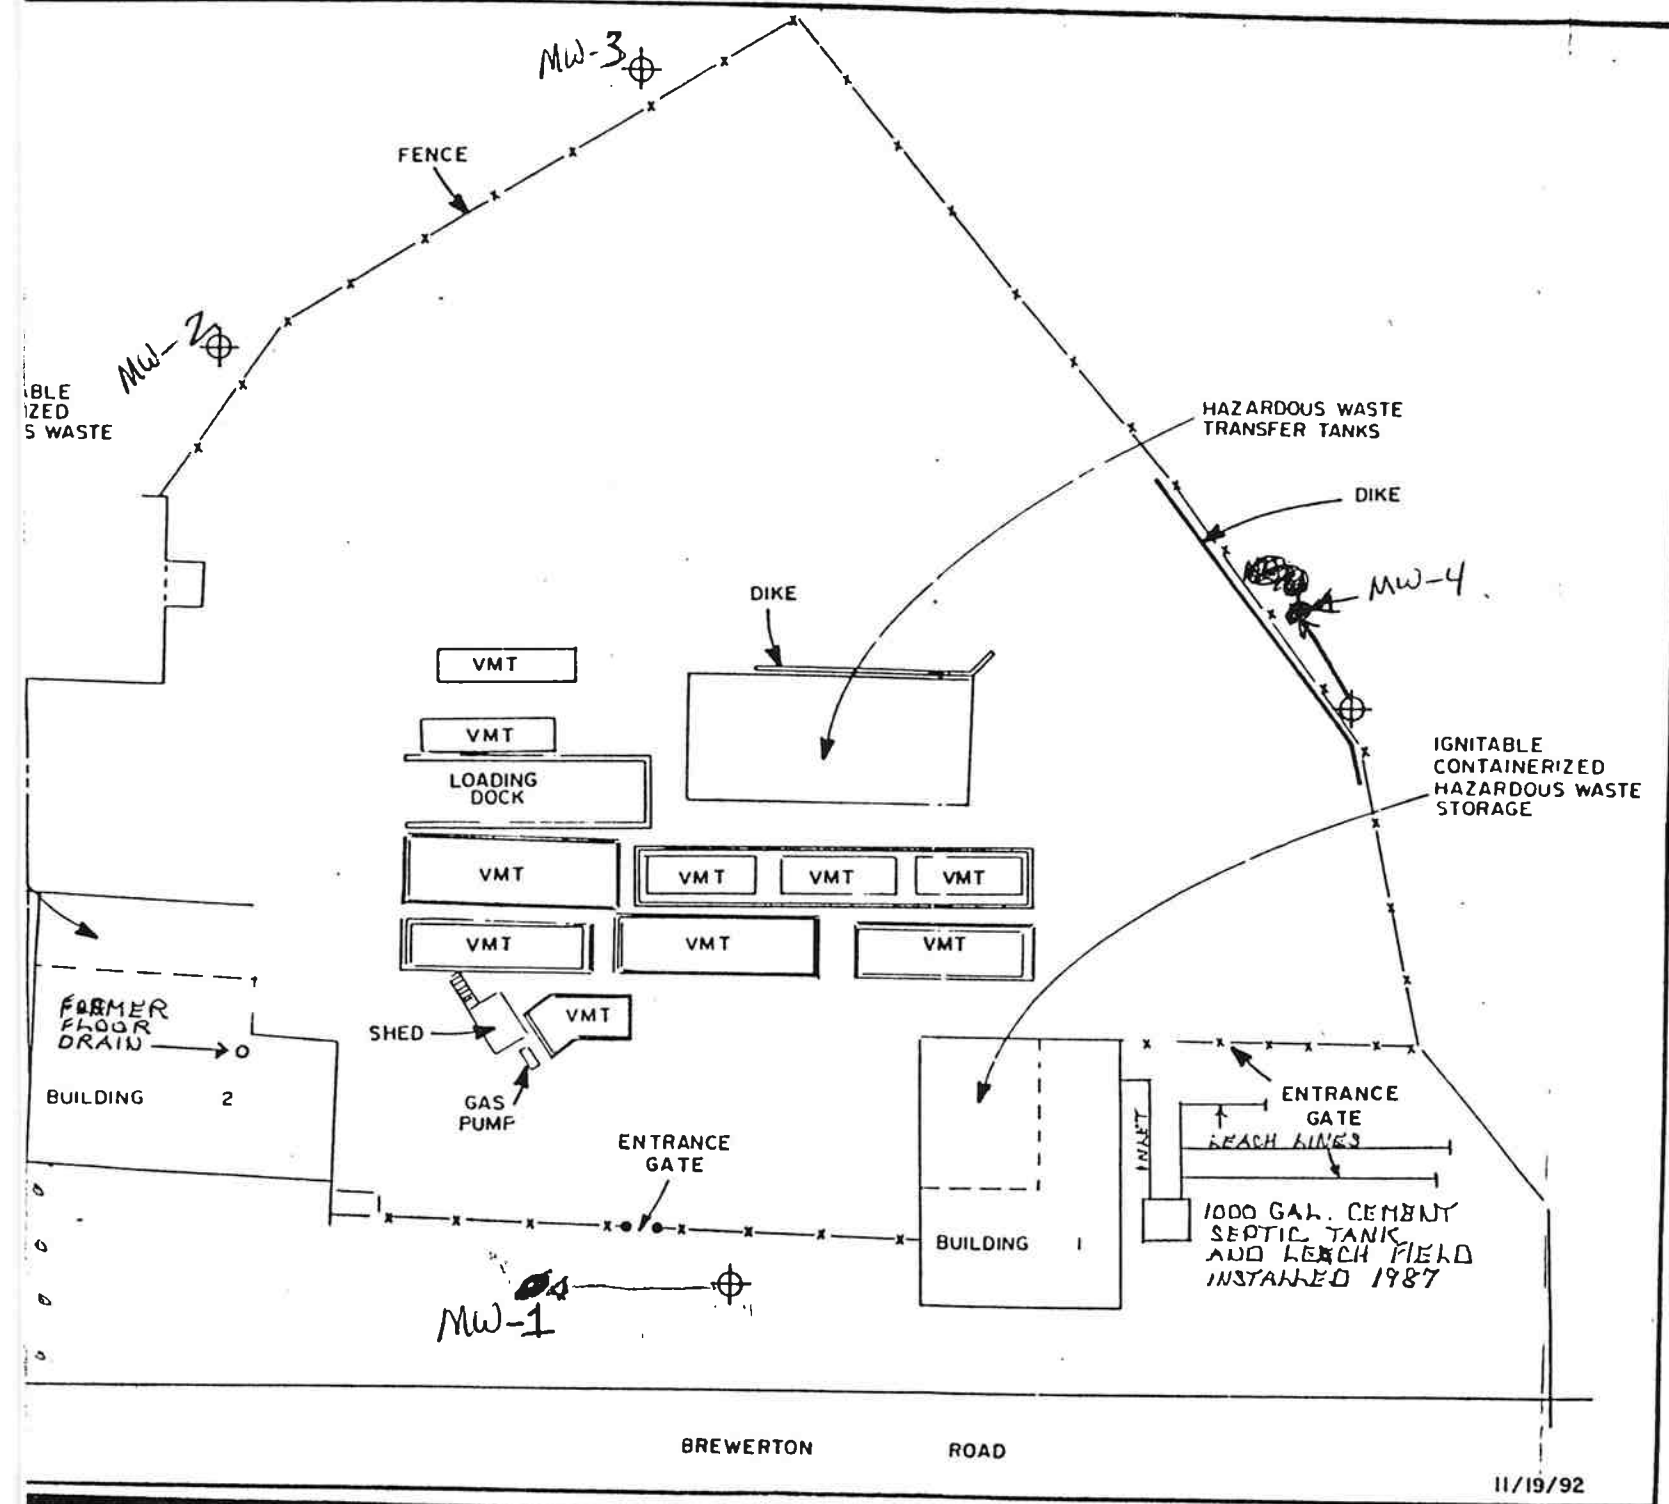 MW-3
FENCE
MW-2
ABLE
IZED
S WASTE
HAZARDOUS WASTE
TRANSFER TANKS
DIKE
MW-4
DIKE
VMT
VMT
LOADING
DOCK
IGNITABLE
CONTAINERIZED
HAZARDOUS WASTE
STORAGE
VMT
VMT
VMT
VMT
VMT
VMT
VMT
FORMER
FLOOR
DRAIN
SHED
VMT
BUILDING 2
GAS
PUMP
ENTRANCE
GATE
ENTRANCE
GATE
INLET
LEACH LINES
BUILDING 1
1000 GAL. CEMENT
SEPTIC TANK
AND LEACH FIELD
INSTALLED 1987
MW-1
BREWERTON ROAD
11/19/92